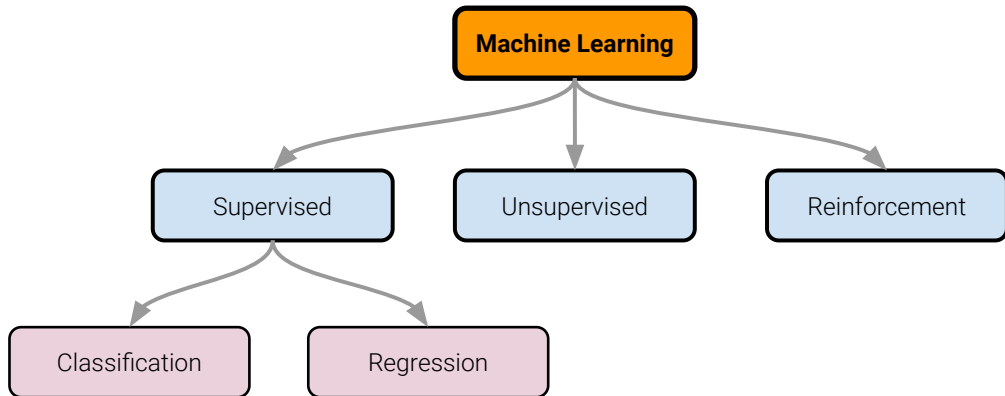 Machine Learning
Supervised
Unsupervised
Reinforcement
Classification
Regression